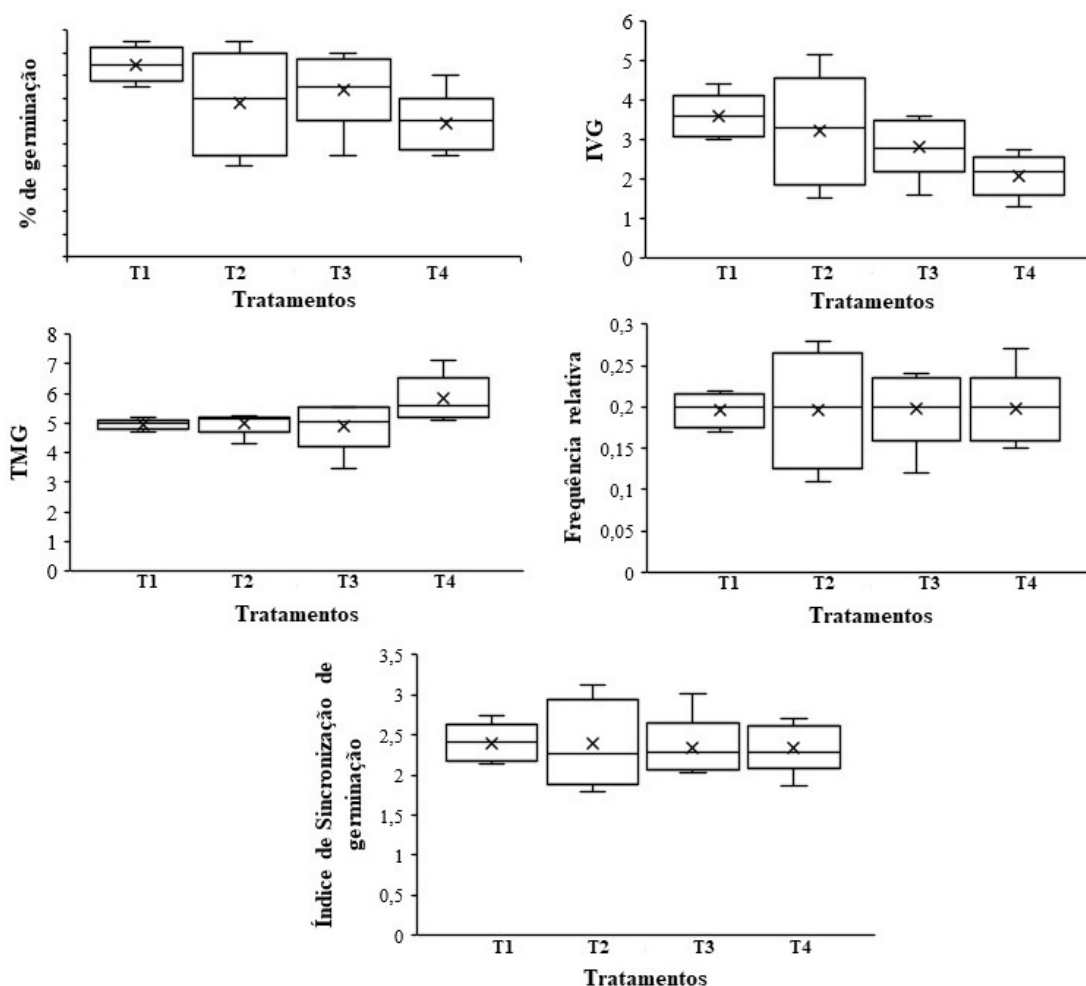 % de germinação
T1 T2 T3 T4
Tratamentos
IVG
6
5
4
3
2
1
0
T1 T2 T3 T4
Tratamentos
TMG
8
7
6
5
4
3
2
1
0
T1 T2 T3 T4
Tratamentos
Frequência relativa
0,3
0,25
0,2
0,15
0,1
0,05
0
T1 T2 T3 T4
Tratamentos
Índice de Sincronização de
germinação
3,5
3
2,5
2
1,5
1
0,5
0
T1 T2 T3 T4
Tratamentos